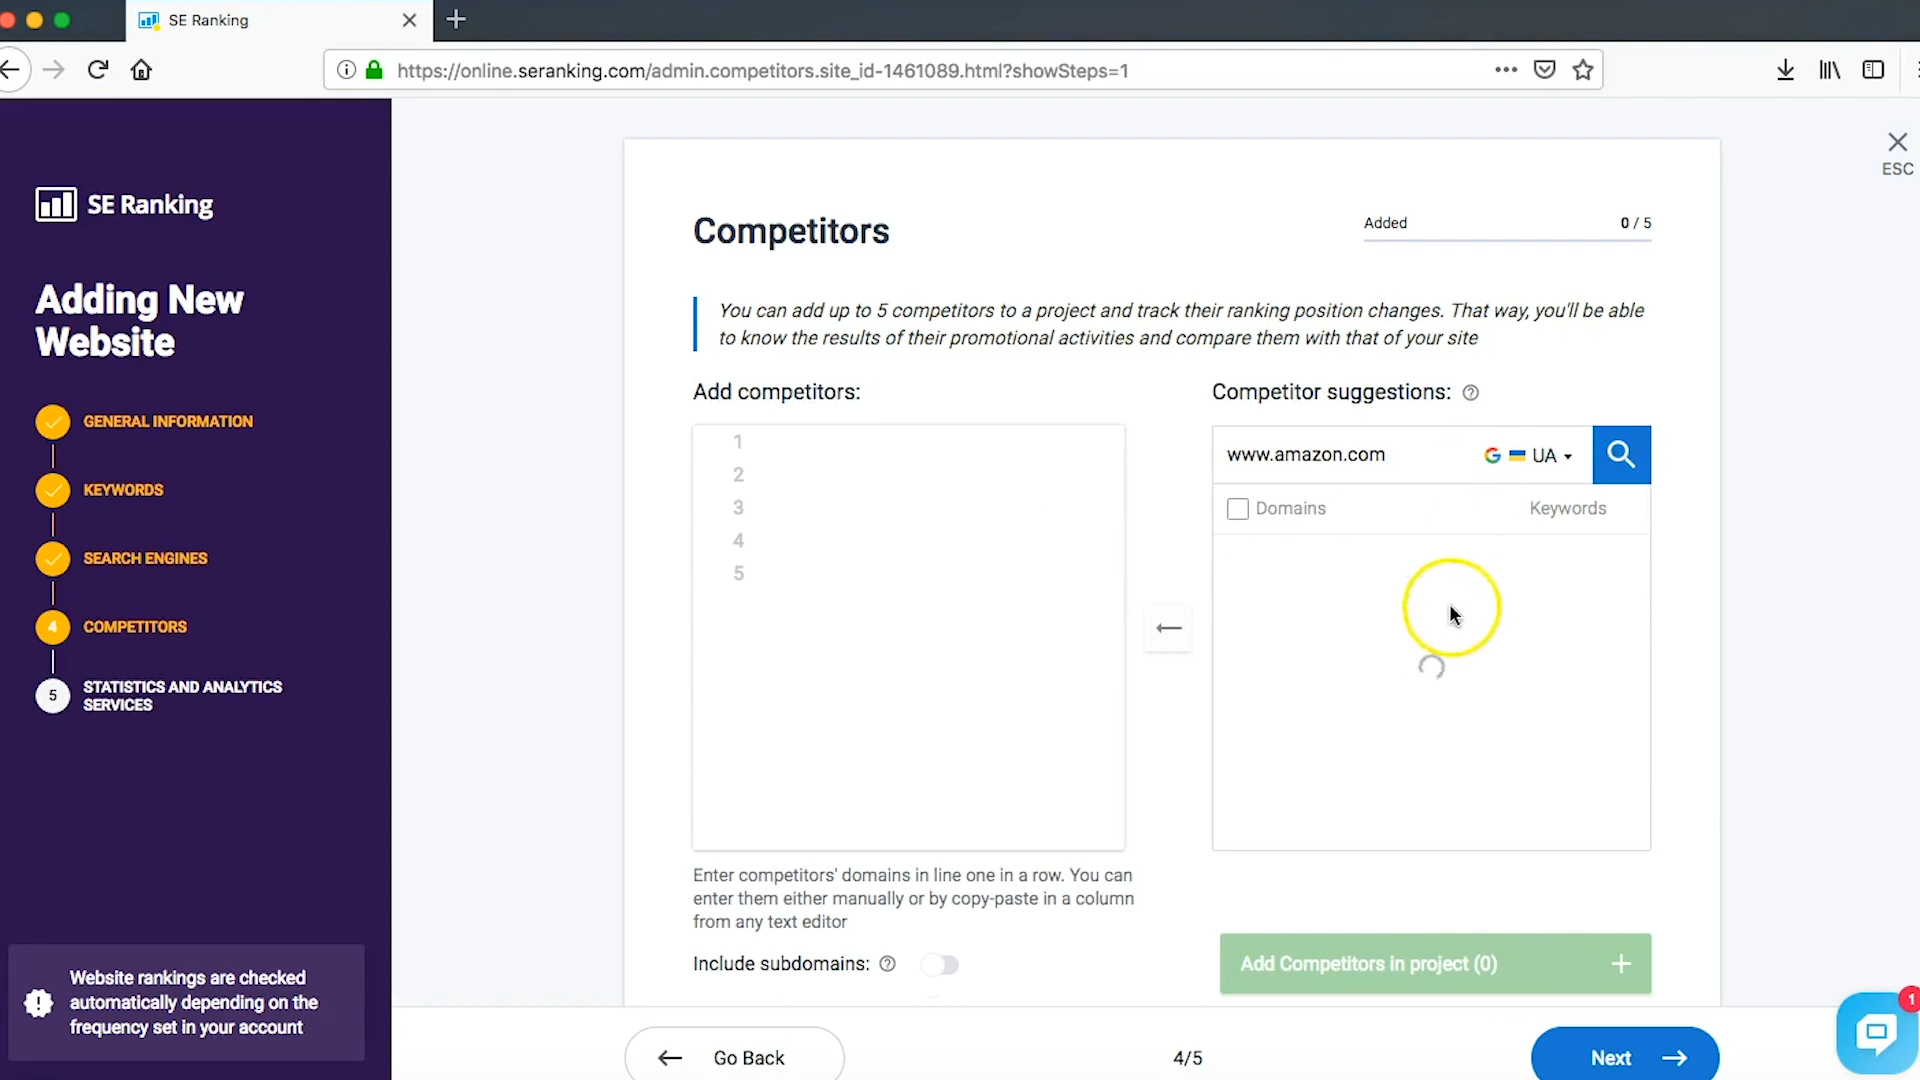 SE Ranking
https://online.seranking.com/admin.competitors.site_id-1461089.html?showSteps=1
SE Ranking
Adding New
Website
GENERAL INFORMATION
KEYWORDS
SEARCH ENGINES
4 COMPETITORS
5 STATISTICS AND ANALYTICS
SERVICES
Website rankings are checked
automatically depending on the
frequency set in your account
ESC
Competitors
Added 0 / 5
You can add up to 5 competitors to a project and track their ranking position changes. That way, you'll be able
to know the results of their promotional activities and compare them with that of your site
Add competitors:
1
2
3
4
5
Enter competitors' domains in line one in a row. You can
enter them either manually or by copy-paste in a column
from any text editor
Include subdomains:
Competitor suggestions:
www.amazon.com G UA
Domains Keywords
Add Competitors in project (0) +
Go Back
4/5
Next
1